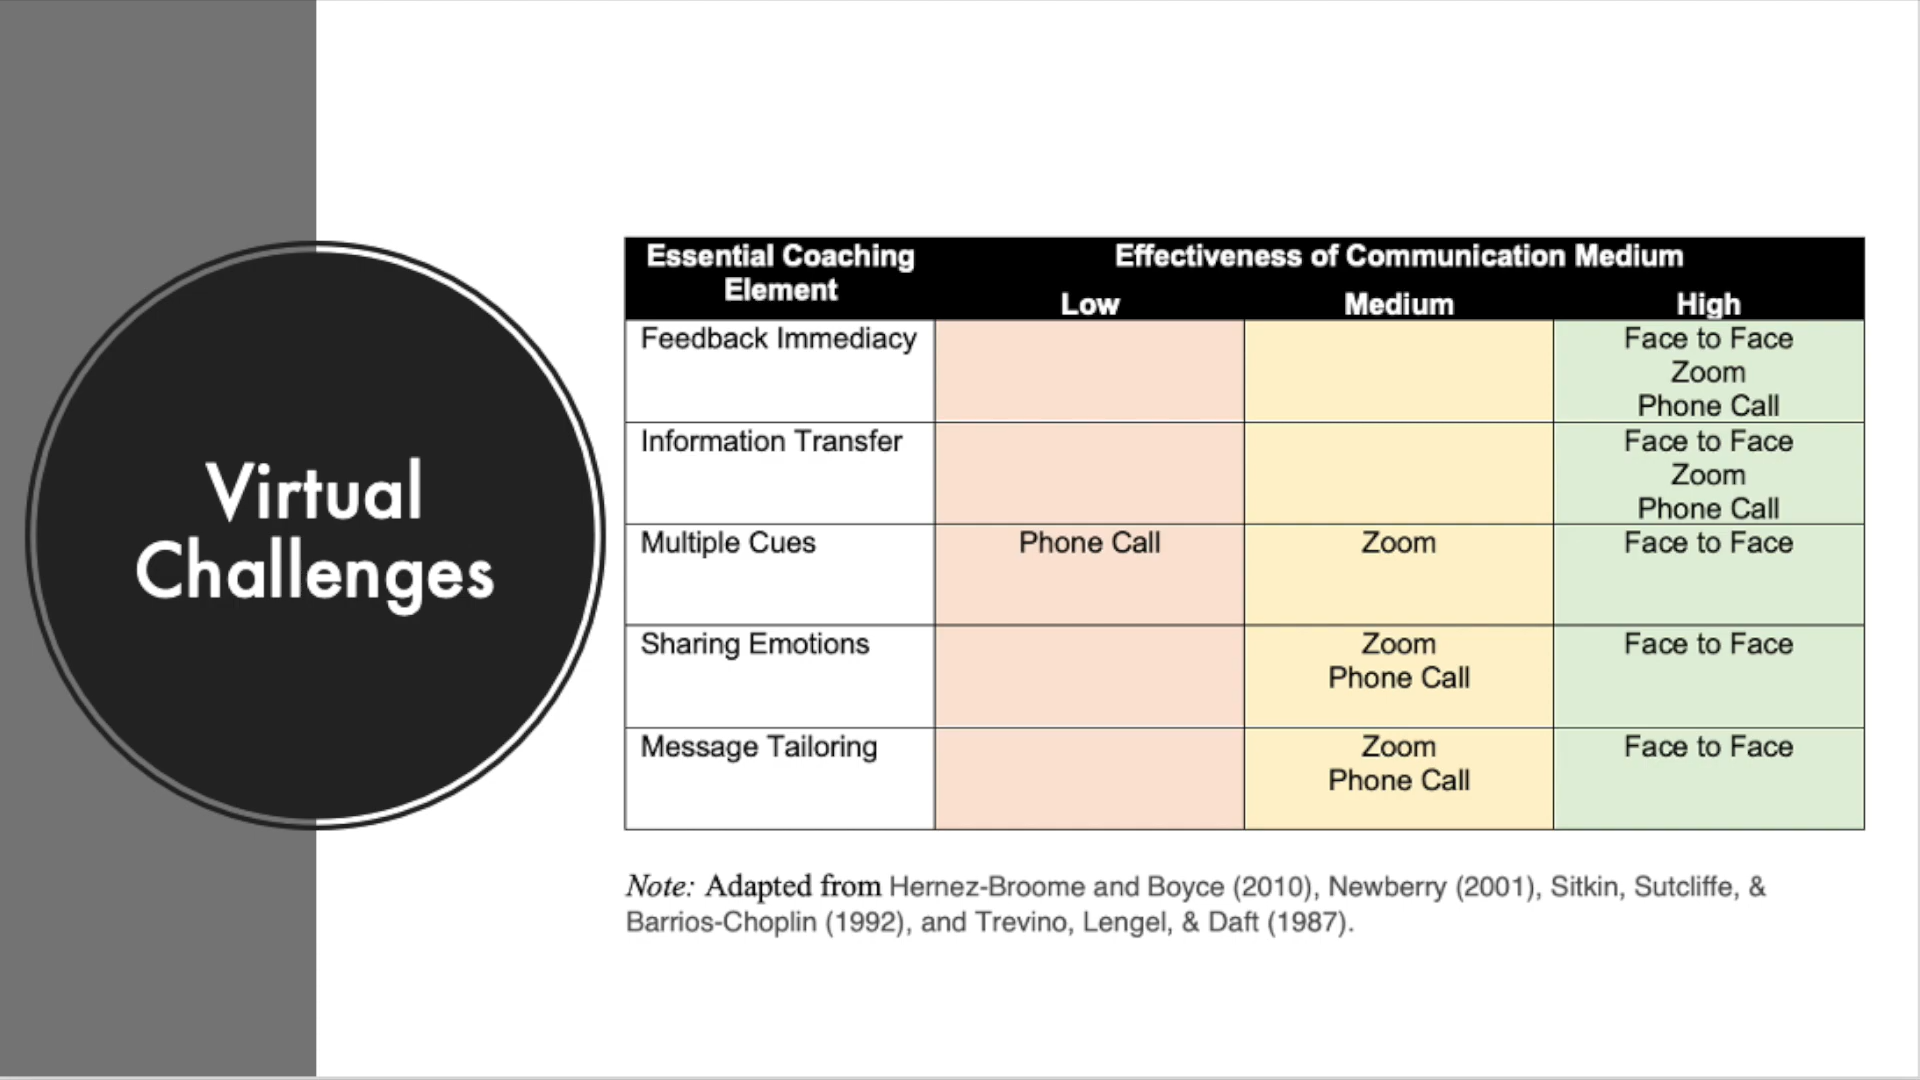 Virtual
Challenges
Essential Coaching
Element
Effectiveness of Communication Medium
Low
Medium
High
Feedback Immediacy
Face to Face
Zoom
Phone Call
Information Transfer
Face to Face
Zoom
Phone Call
Multiple Cues
Phone Call
Zoom
Face to Face
Sharing Emotions
Zoom
Phone Call
Face to Face
Message Tailoring
Zoom
Phone Call
Face to Face
Note: Adapted from Hernez-Broome and Boyce (2010), Newberry (2001), Sitkin, Sutcliffe, &
Barrios-Choplin (1992), and Trevino, Lengel, & Daft (1987).